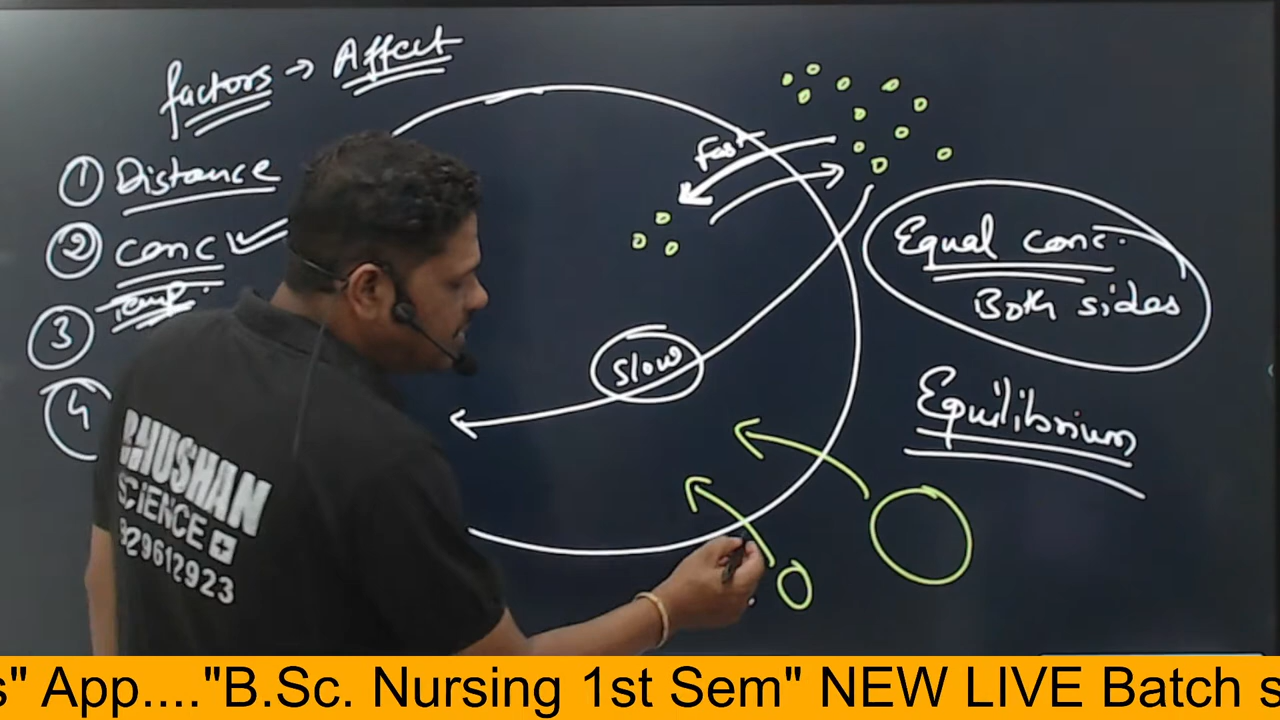 factors → Affect
① Distance
② conc ✓
③ Temp.
④
Fast
Slow
Equal conc.
Both sides
Equilibrium
BHUSHAN
SCIENCE
829612923
s" App...."B.Sc. Nursing 1st Sem" NEW LIVE Batch s